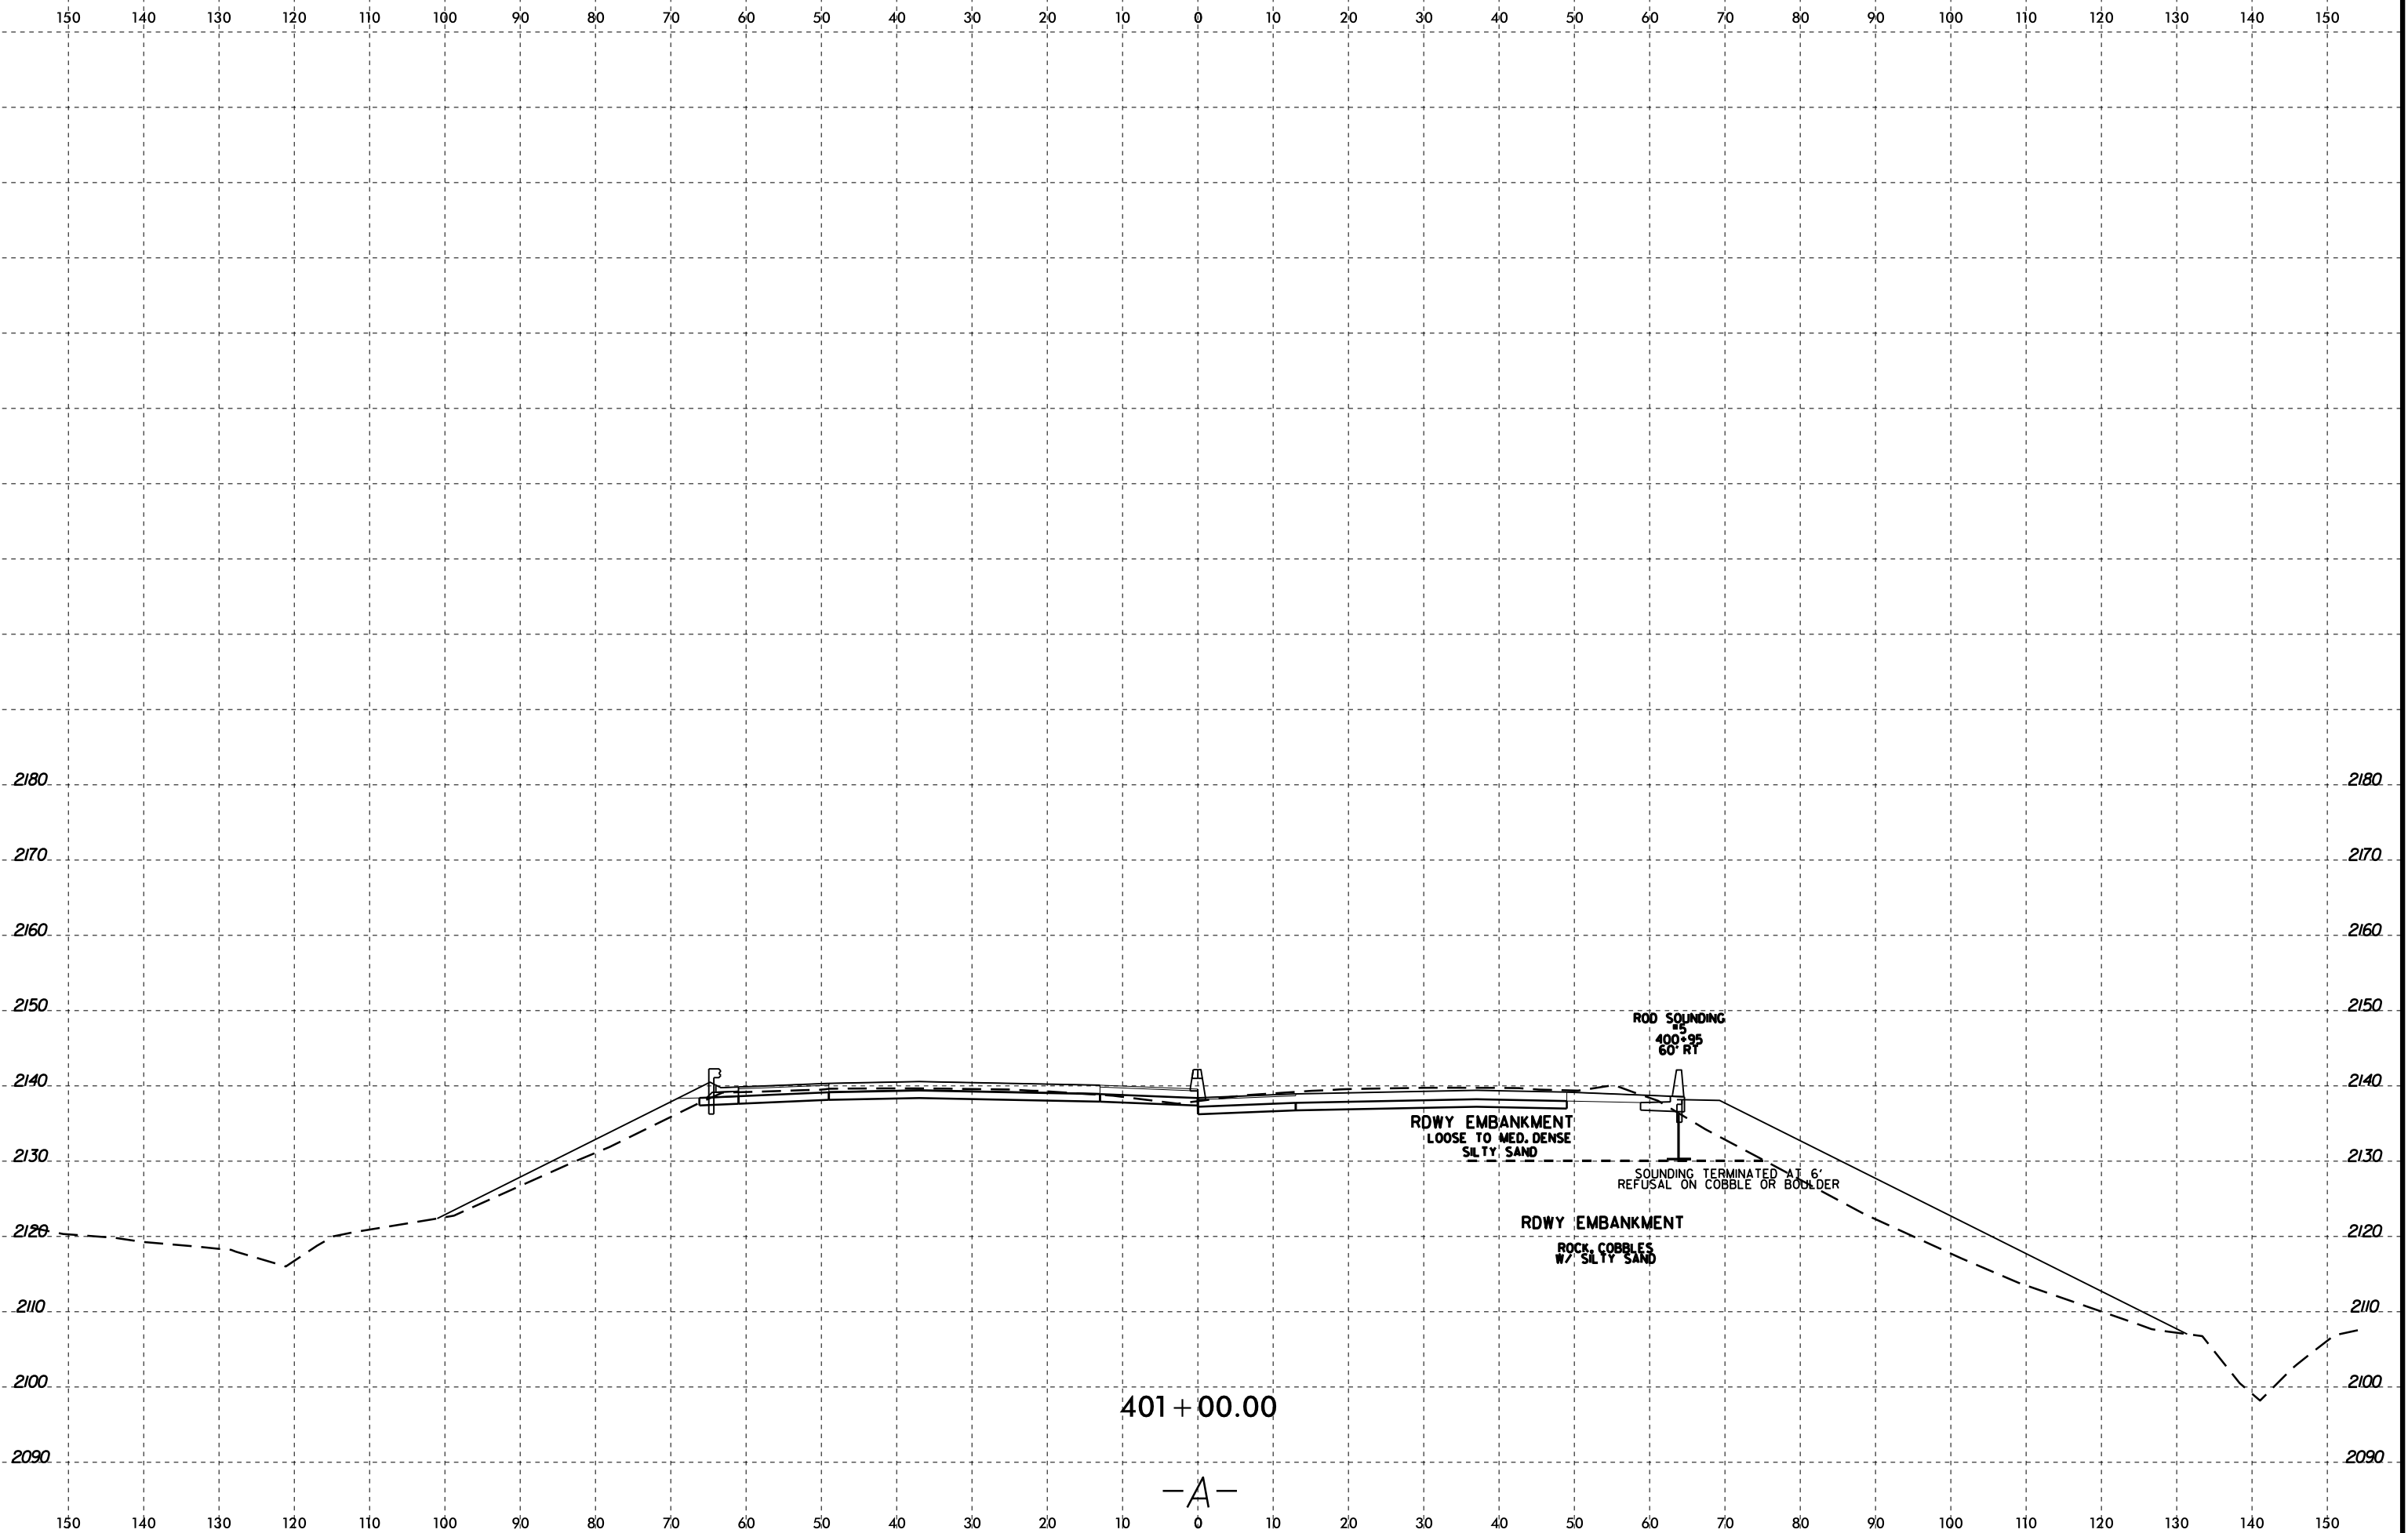 150 140 130 120 110 100 90 80 70 60 50 40 30 20 10 0 10 20 30 40 50 60 70 80 90 100 110 120 130 140 150
2180 2180
2170 2170
2160 2160
2150 2150
ROD SOUNDING
#5
400+95
60' RT
2140 2140
RDWY EMBANKMENT
LOOSE TO MED. DENSE
SILTY SAND
2130 2130
SOUNDING TERMINATED AT 6'
REFUSAL ON COBBLE OR BOULDER
RDWY EMBANKMENT
2120 2120
ROCK, COBBLES
W/ SILTY SAND
2110 2110
2100 2100
401+00.00
2090 2090
-A-
150 140 130 120 110 100 90 80 70 60 50 40 30 20 10 0 10 20 30 40 50 60 70 80 90 100 110 120 130 140 150